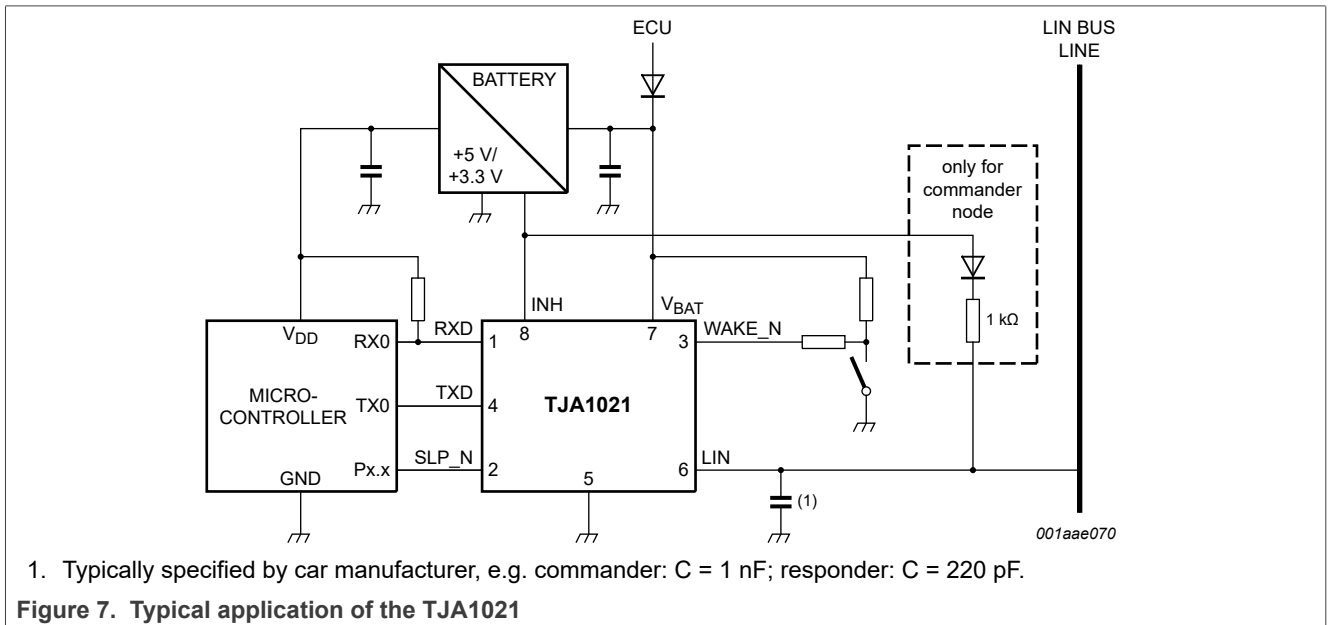 ECU
LIN BUS
LINE
BATTERY
+5 V/
+3.3 V
only for
commander
node
INH
VBAT
1 kΩ
VDD
RX0
RXD
1
8
7
3
WAKE_N
MICRO-
CONTROLLER
TX0
TXD
4
TJA1021
GND
Px.x
SLP_N
2
5
6
LIN
(1)
001aae070
1. Typically specified by car manufacturer, e.g. commander: C = 1 nF; responder: C = 220 pF.
Figure 7. Typical application of the TJA1021